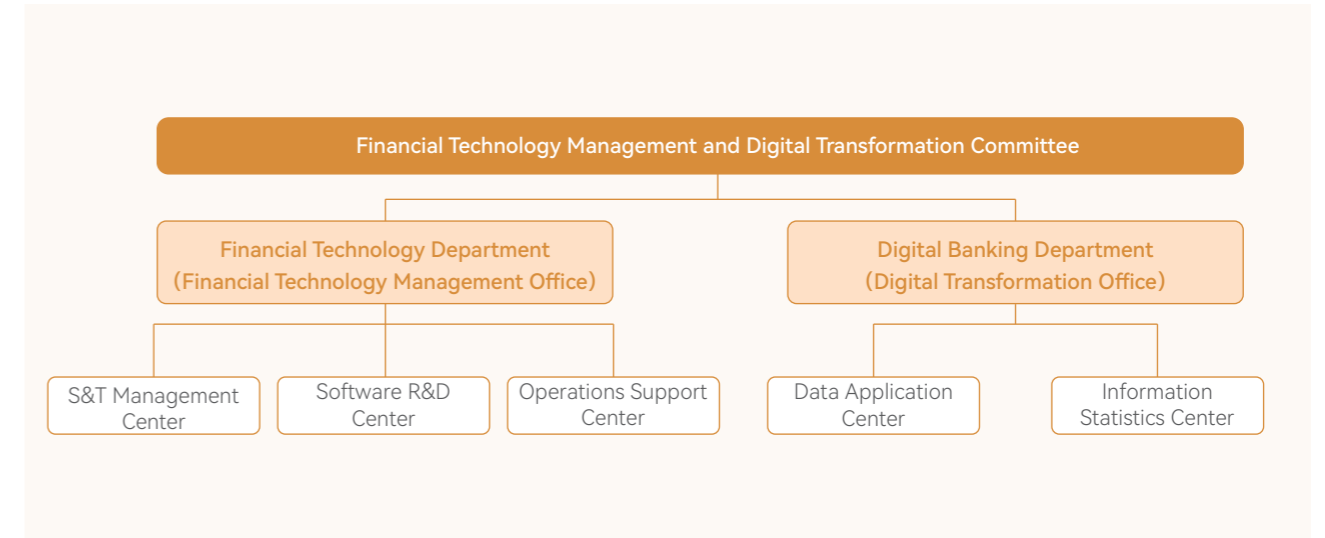 Financial Technology Management and Digital Transformation Committee
Financial Technology Department
（Financial Technology Management Office）
Digital Banking Department
（Digital Transformation Office）
S&T Management
Center
Software R&D
Center
Operations Support
Center
Data Application
Center
Information
Statistics Center